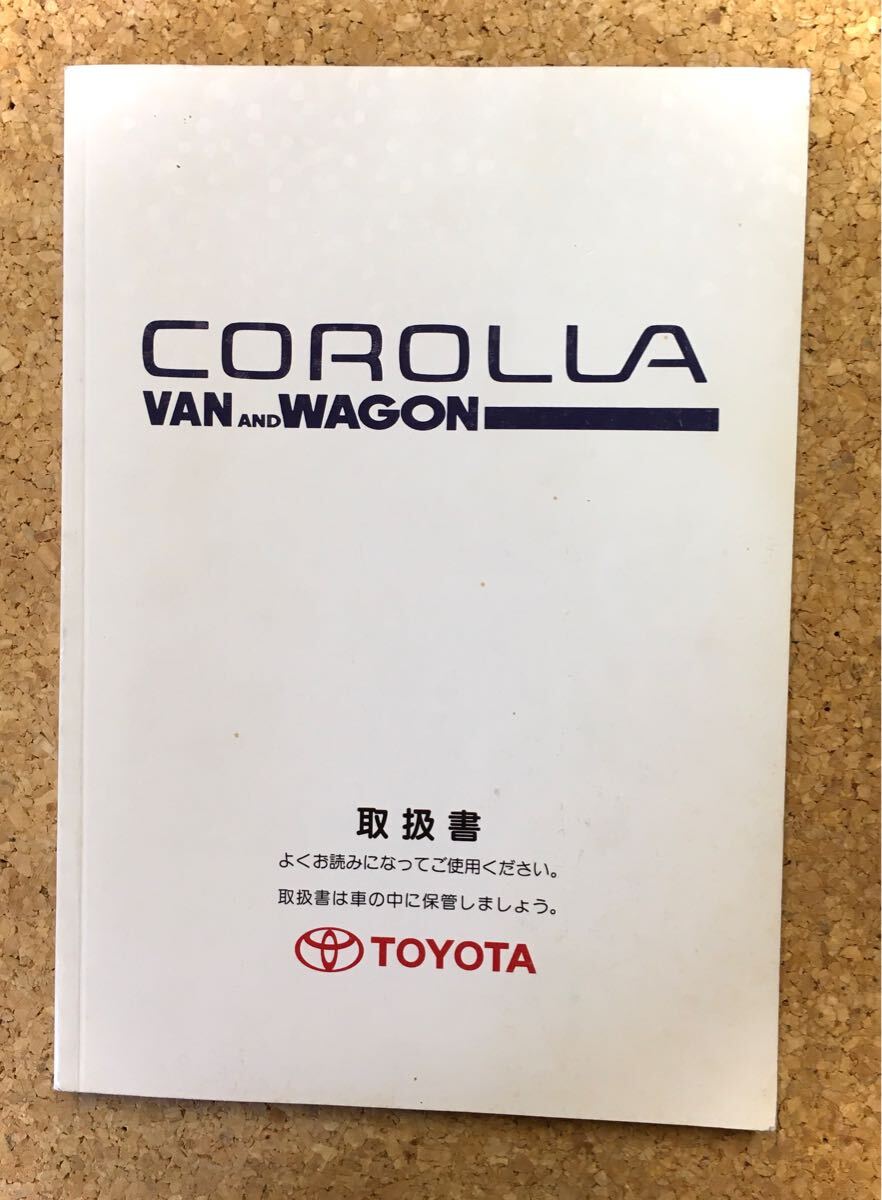 COROLLA
VAN AND WAGON
取扱書
よくお読みになってご使用ください。
取扱書は車の中に保管しましょう。
TOYOTA